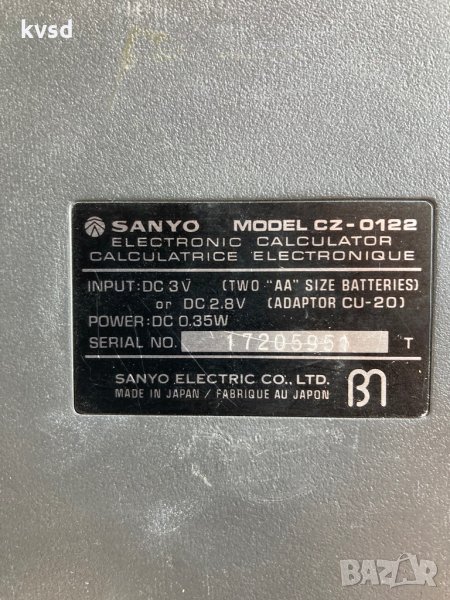 kvsd
SANYO MODEL CZ-0122
ELECTRONIC CALCULATOR
CALCULATRICE ELECTRONIQUE
INPUT: DC 3V (TWO "AA" SIZE BATTERIES)
or DC 2.8V (ADAPTOR CU-20)
POWER: DC 0.35W
SERIAL NO. 17205951 T
SANYO ELECTRIC CO., LTD.
MADE IN JAPAN / FABRIQUE AU JAPON
BAZAR